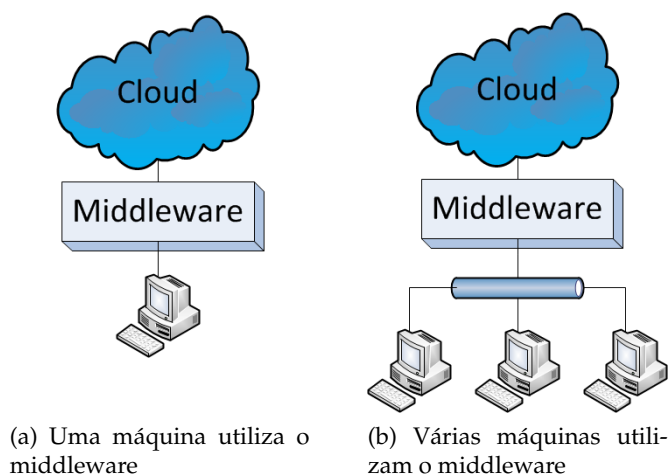 Cloud
Middleware
(a) Uma máquina utiliza o
middleware
Cloud
Middleware
(b) Várias máquinas utili-
zam o middleware